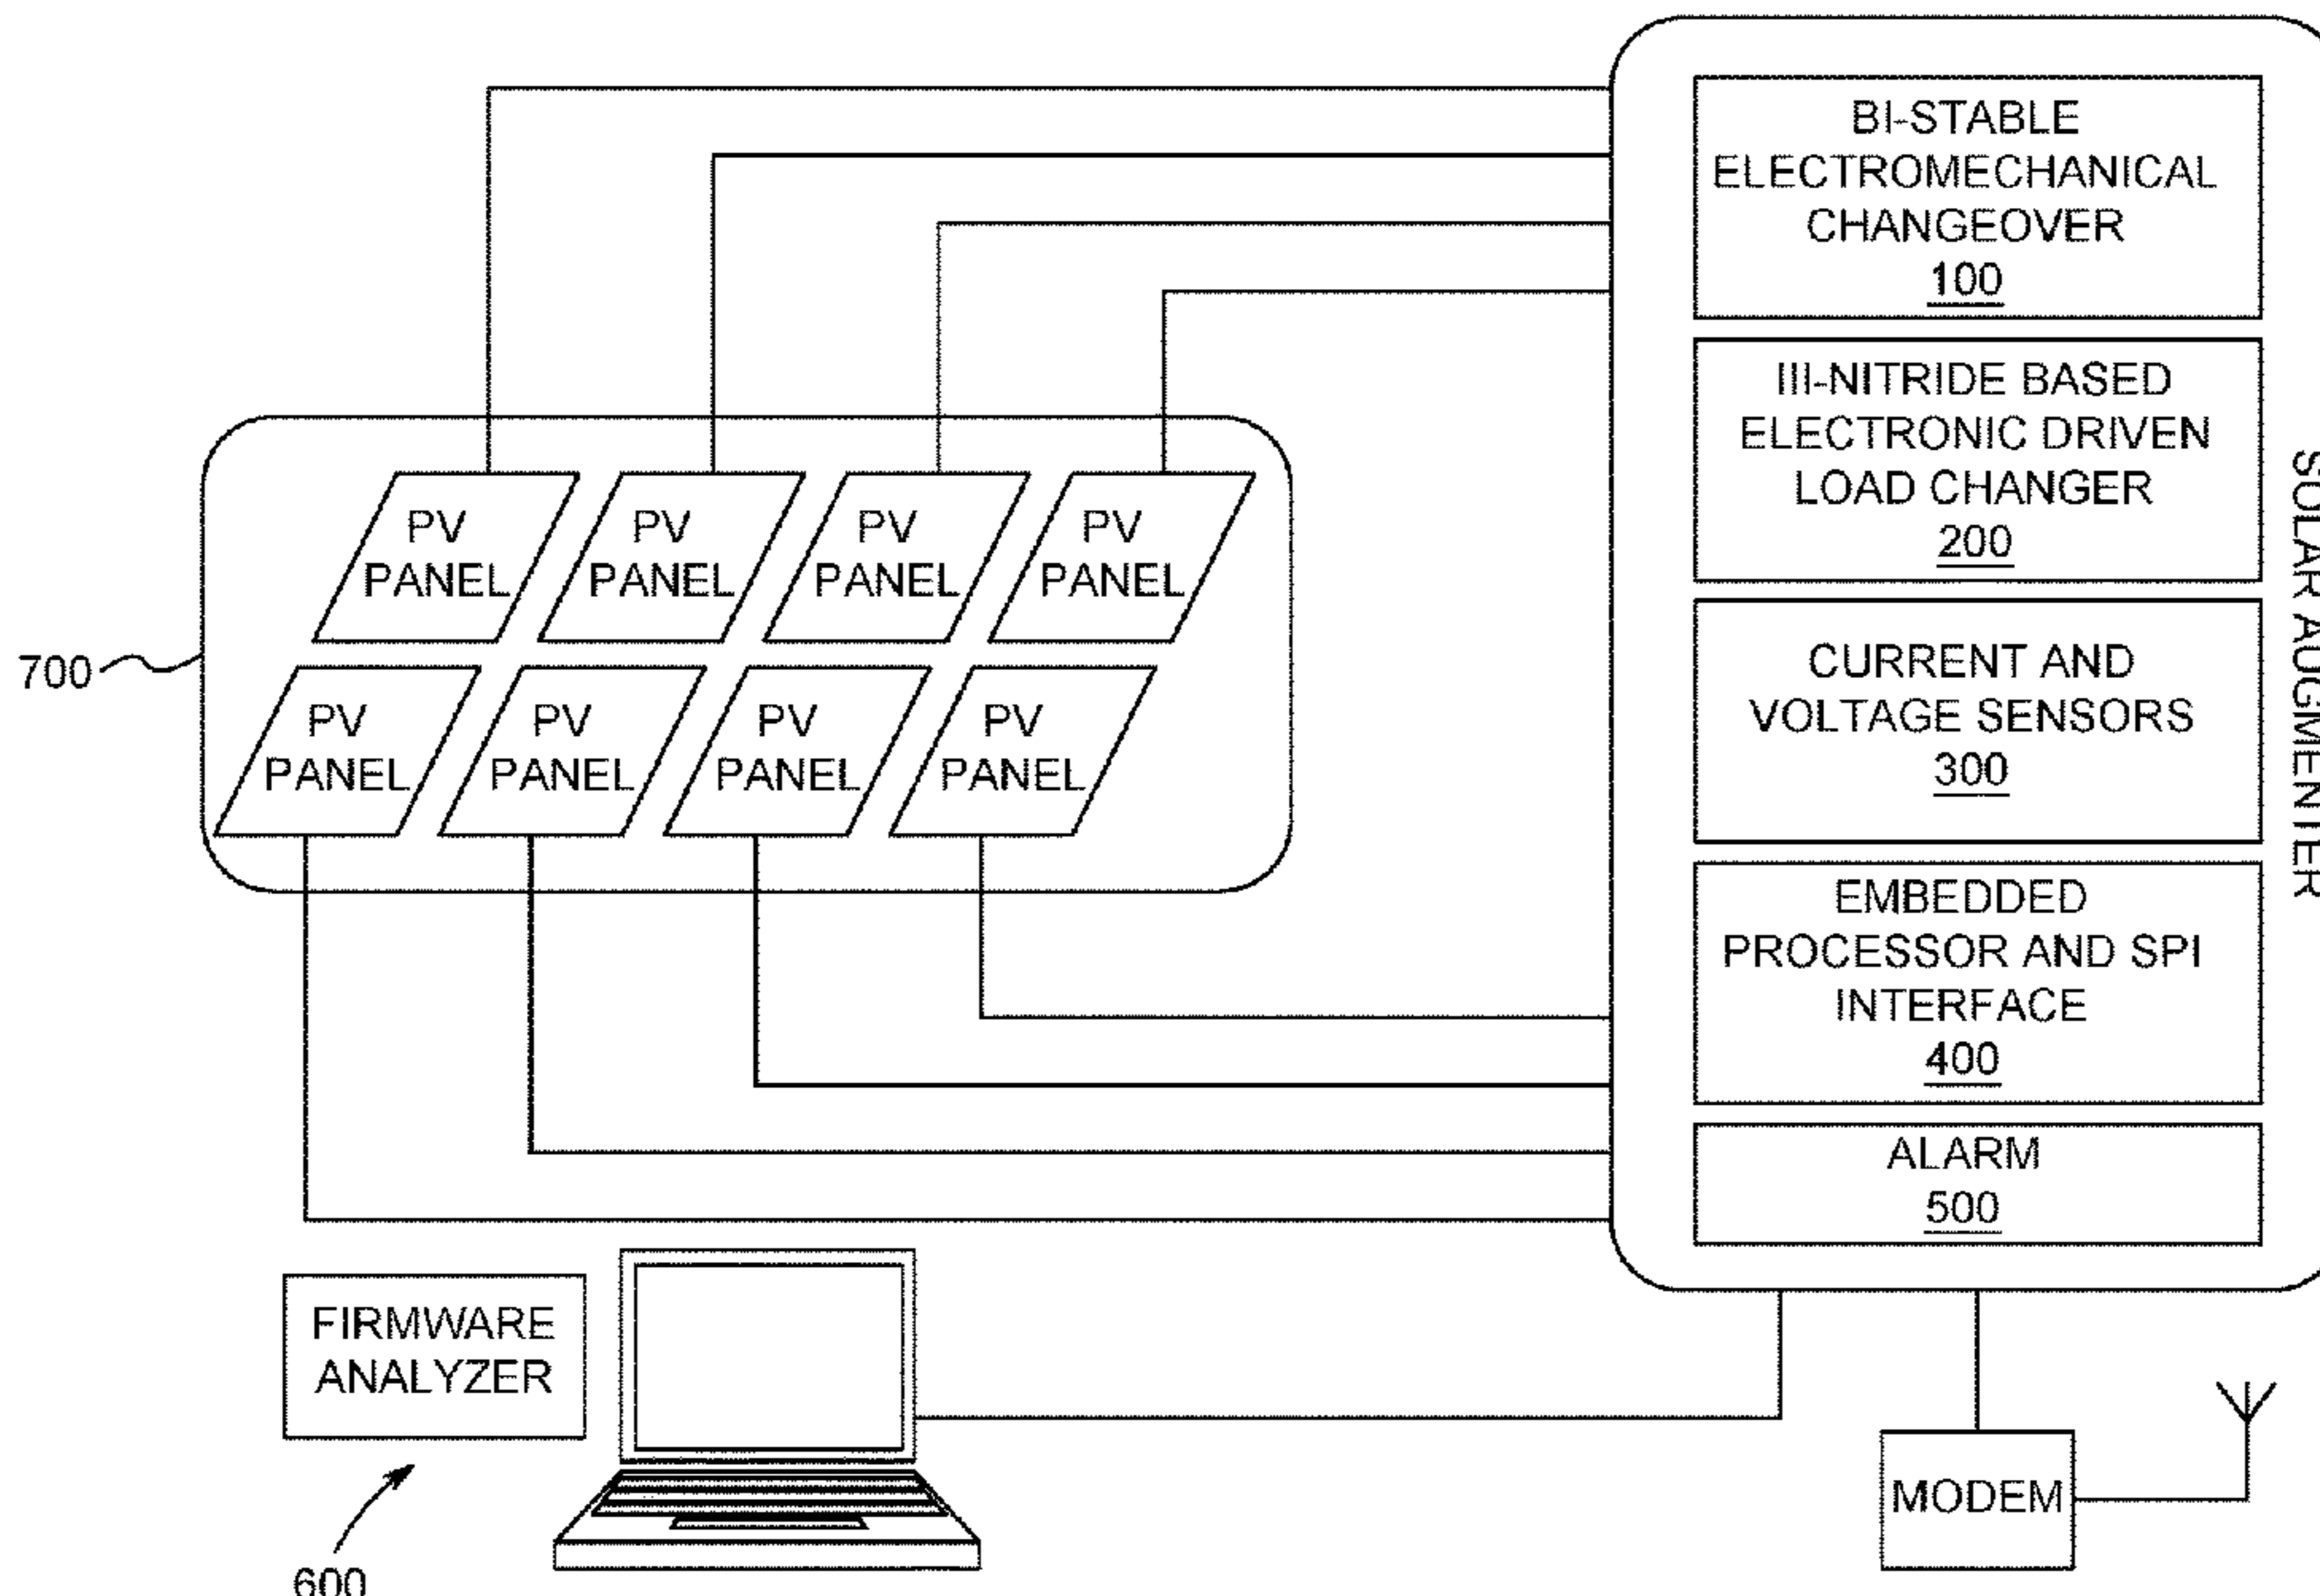 BI-STABLE
ELECTROMECHANICAL
CHANGEOVER
100
III-NITRIDE BASED
ELECTRONIC DRIVEN
LOAD CHANGER
200
CURRENT AND
VOLTAGE SENSORS
300
EMBEDDED
PROCESSOR AND SPI
INTERFACE
400
ALARM
500
SOLAR AUGMENTER
PV
PANEL
PV
PANEL
PV
PANEL
PV
PANEL
700
PV
PANEL
PV
PANEL
PV
PANEL
PV
PANEL
FIRMWARE
ANALYZER
600
MODEM